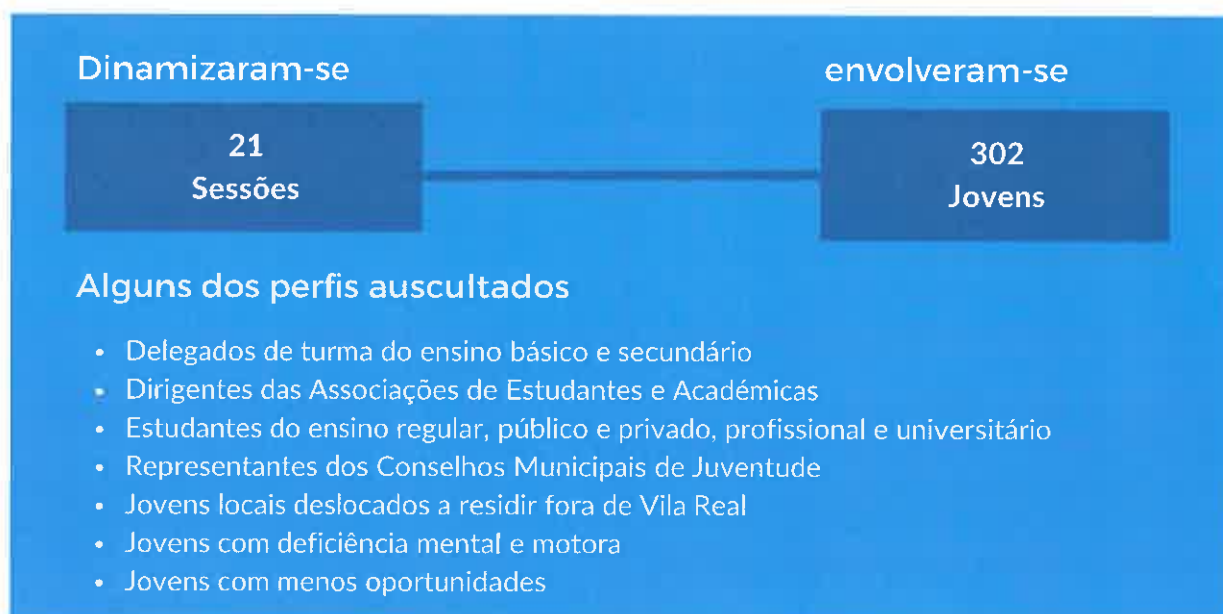 Dinamizaram-se
envolveram-se
21
Sessões
302
Jovens
Alguns dos perfis auscultados
• Delegados de turma do ensino básico e secundário
• Dirigentes das Associações de Estudantes e Académicas
• Estudantes do ensino regular, público e privado, profissional e universitário
• Representantes dos Conselhos Municipais de Juventude
• Jovens locais deslocados a residir fora de Vila Real
• Jovens com deficiência mental e motora
• Jovens com menos oportunidades